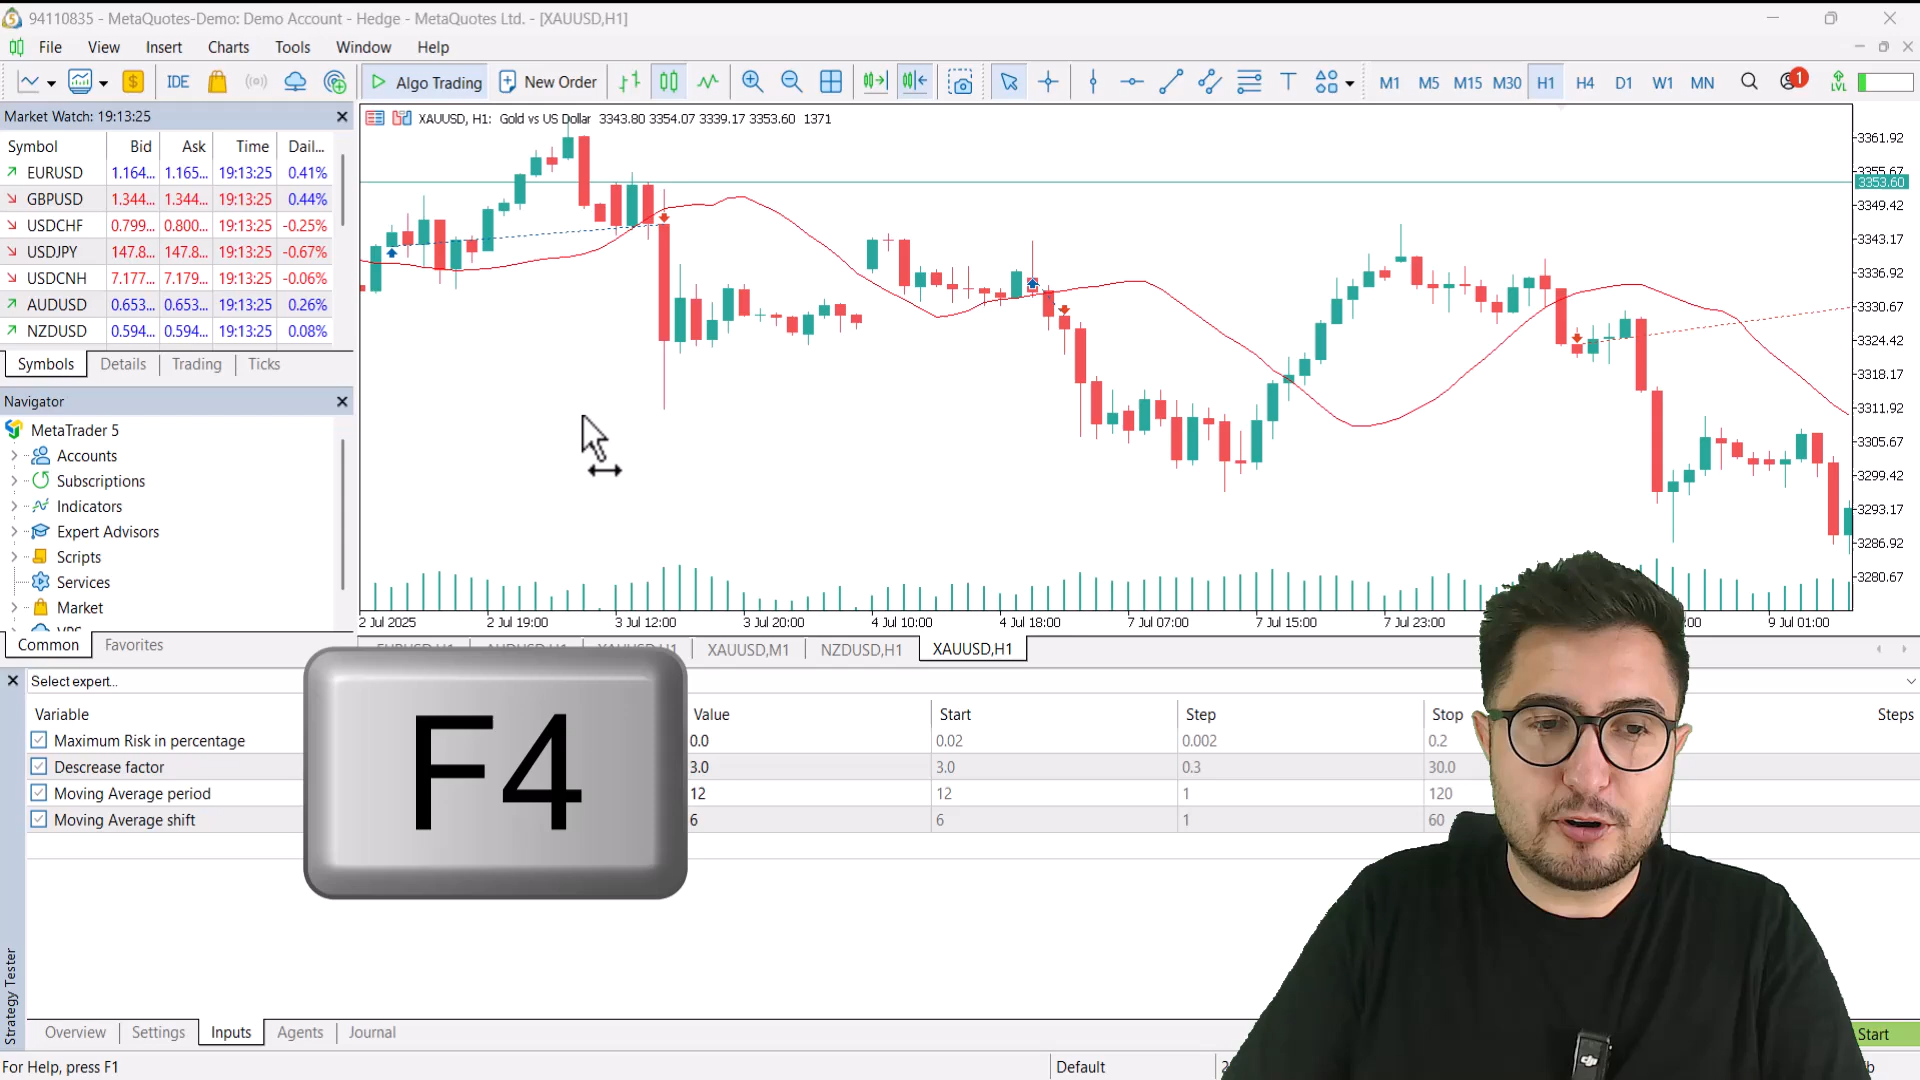 94110835 - MetaQuotes-Demo: Demo Account - Hedge - MetaQuotes Ltd. - [XAUUSD,H1]
File View Insert Charts Tools Window Help
IDE Algo Trading New Order T M1 M5 M15 M30 H1 H4 D1 W1 MN 1 LVL
Market Watch: 19:13:25
Symbol Bid Ask Time Dail...
EURUSD 1.164... 1.165... 19:13:25 0.41%
GBPUSD 1.344... 1.344... 19:13:25 0.44%
USDCHF 0.799... 0.800... 19:13:25 -0.25%
USDJPY 147.8... 147.8... 19:13:25 -0.67%
USDCNH 7.177... 7.179... 19:13:25 -0.06%
AUDUSD 0.653... 0.653... 19:13:25 0.26%
NZDUSD 0.594... 0.594... 19:13:25 0.08%
Symbols Details Trading Ticks
Navigator
MetaTrader 5
Accounts
Subscriptions
Indicators
Expert Advisors
Scripts
Services
Market
VPS
Common Favorites
XAUUSD, H1: Gold vs US Dollar 3343.80 3354.07 3339.17 3353.60 1371
3361.92
3355.67
3353.60
3349.42
3343.17
3336.92
3330.67
3324.42
3318.17
3311.92
3305.67
3299.42
3293.17
3286.92
3280.67
2 Jul 2025 2 Jul 19:00 3 Jul 12:00 3 Jul 20:00 4 Jul 10:00 4 Jul 18:00 7 Jul 07:00 7 Jul 15:00 7 Jul 23:00 :00 9 Jul 01:00
EURUSD,H1 AUDUSD,H1 XAUUSD,H1 XAUUSD,M1 NZDUSD,H1 XAUUSD,H1
Select expert...
Variable Value Start Step Stop Steps
Maximum Risk in percentage 0.0 0.02 0.002 0.2
Descrease factor 3.0 3.0 0.3 30.0
Moving Average period 12 12 1 120
Moving Average shift 6 6 1 60
F4
Strategy Tester
Overview Settings Inputs Agents Journal Start
For Help, press F1 Default
dji